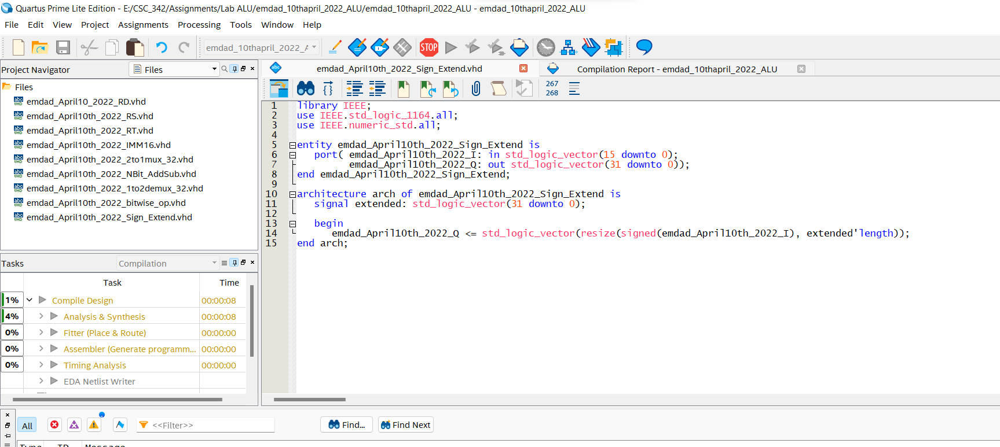 Quartus Prime Lite Edition - E:/CSC_342/Assignments/Lab ALU/emdad_10thapril_2022_ALU/emdad_10thapril_2022_ALU - emdad_10thapril_2022_ALU
File Edit View Project Assignments Processing Tools Window Help
emdad_10thapril_2022_A
STOP
Project Navigator
Files
Files
emdad_April10_2022_RD.vhd
emdad_April10th_2022_RS.vhd
emdad_April10th_2022_RT.vhd
emdad_April10th_2022_IMM16.vhd
emdad_April10th_2022_2to1mux_32.vhd
emdad_April10th_2022_NBit_AddSub.vhd
emdad_April10th_2022_1to2demux_32.vhd
emdad_April10th_2022_bitwise_op.vhd
emdad_April10th_2022_Sign_Extend.vhd
Tasks
Compilation
Task Time
1% Compile Design 00:00:08
4% Analysis & Synthesis 00:00:08
0% Fitter (Place & Route) 00:00:00
0% Assembler (Generate programm... 00:00:00
0% Timing Analysis 00:00:00
EDA Netlist Writer
emdad_April10th_2022_Sign_Extend.vhd
Compilation Report - emdad_10thapril_2022_ALU
267
268
1 library IEEE;
2 use IEEE.std_logic_1164.all;
3 use IEEE.numeric_std.all;
4
5 entity emdad_April10th_2022_Sign_Extend is
6 port( emdad_April10th_2022_I: in std_logic_vector(15 downto 0);
7 emdad_April10th_2022_Q: out std_logic_vector(31 downto 0));
8 end emdad_April10th_2022_Sign_Extend;
9
10 architecture arch of emdad_April10th_2022_Sign_Extend is
11 signal extended: std_logic_vector(31 downto 0);
12
13 begin
14 emdad_April10th_2022_Q <= std_logic_vector(resize(signed(emdad_April10th_2022_I), extended'length));
15 end arch;
All
<<Filter>>
Find...
Find Next
Type ID Message